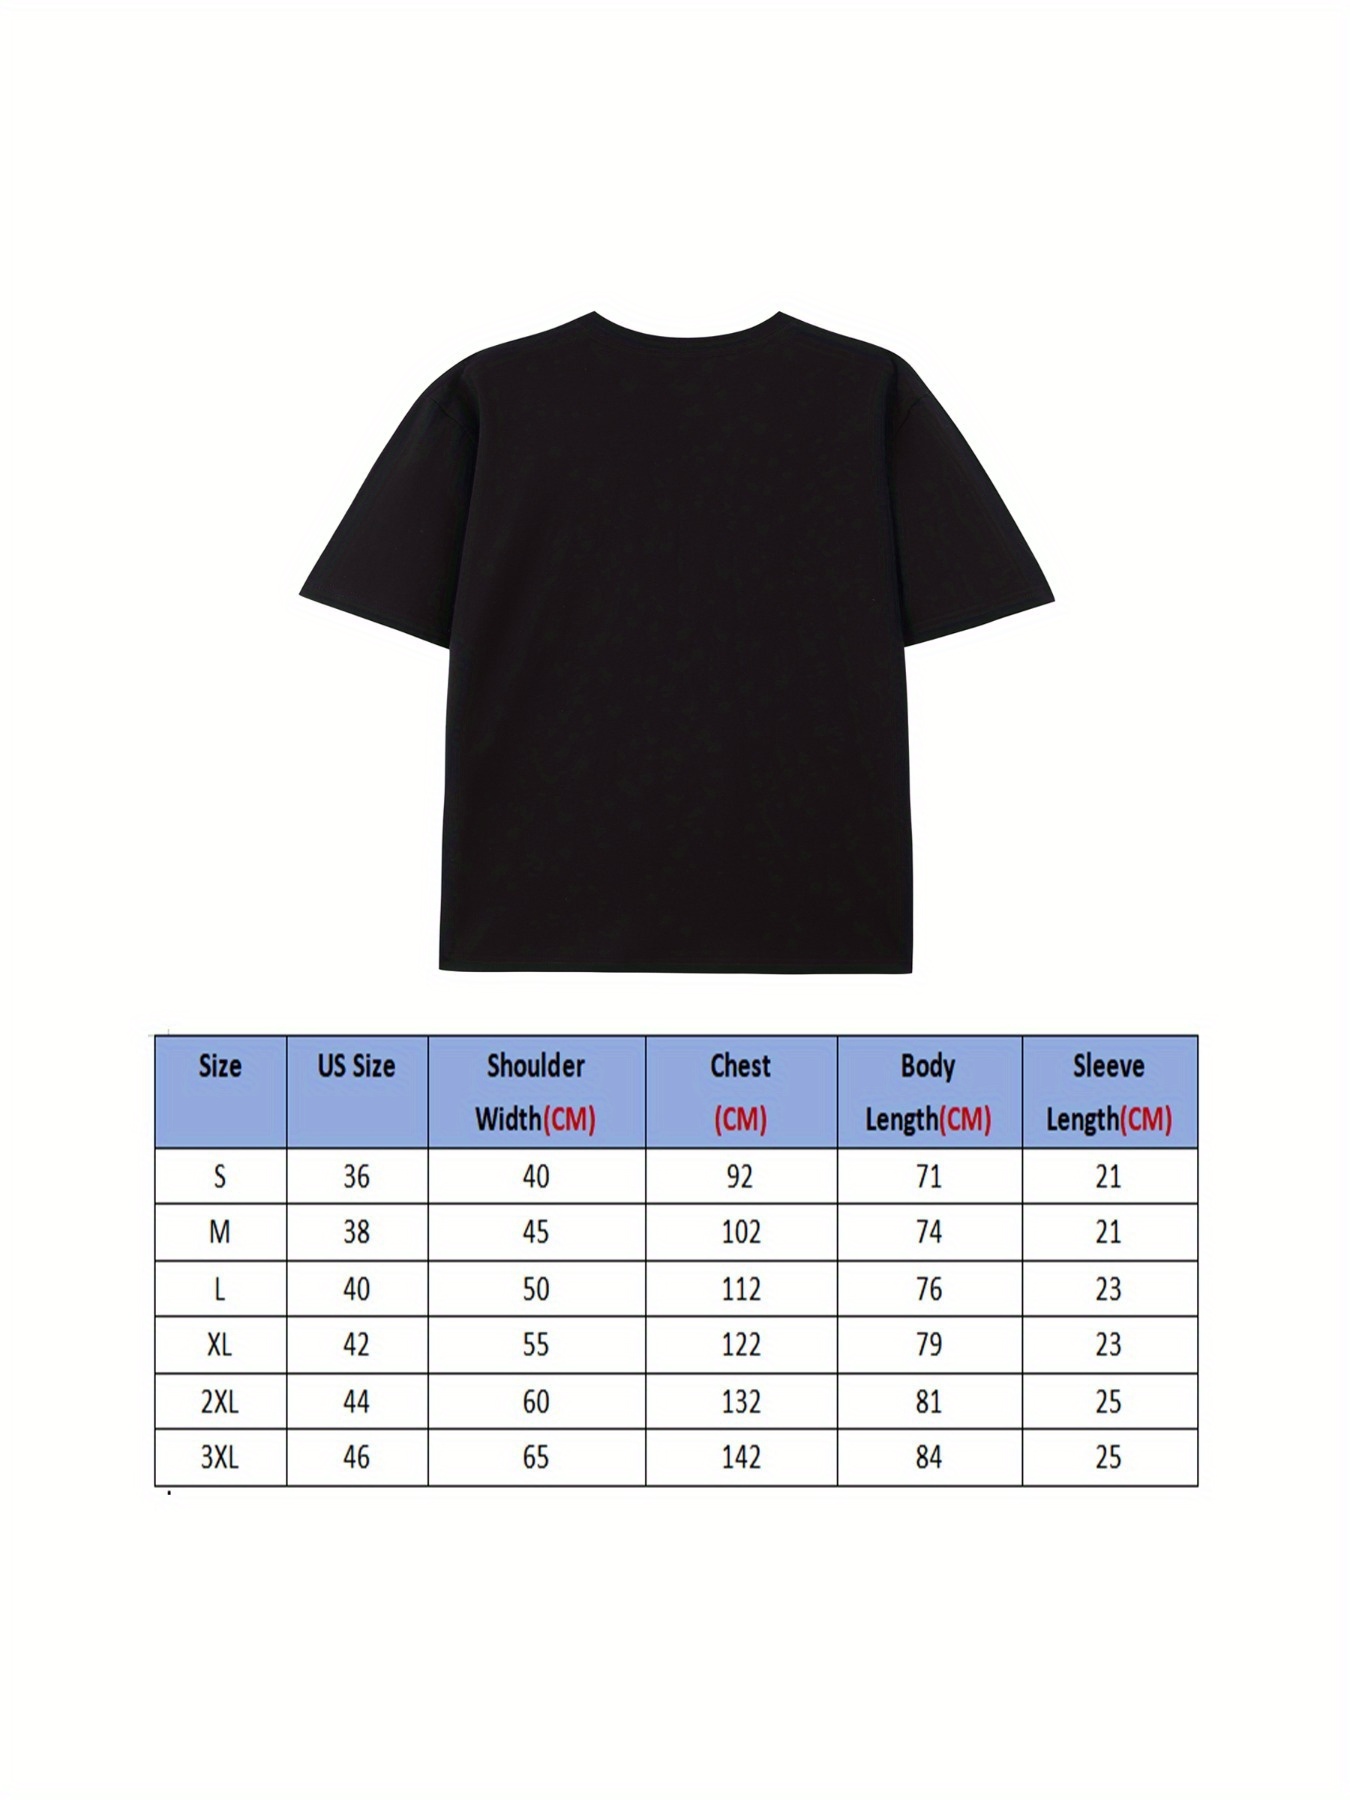 Size US Size Shoulder Width(CM) Chest (CM) Body Length(CM) Sleeve Length(CM)
S 36 40 92 71 21
M 38 45 102 74 21
L 40 50 112 76 23
XL 42 55 122 79 23
2XL 44 60 132 81 25
3XL 46 65 142 84 25